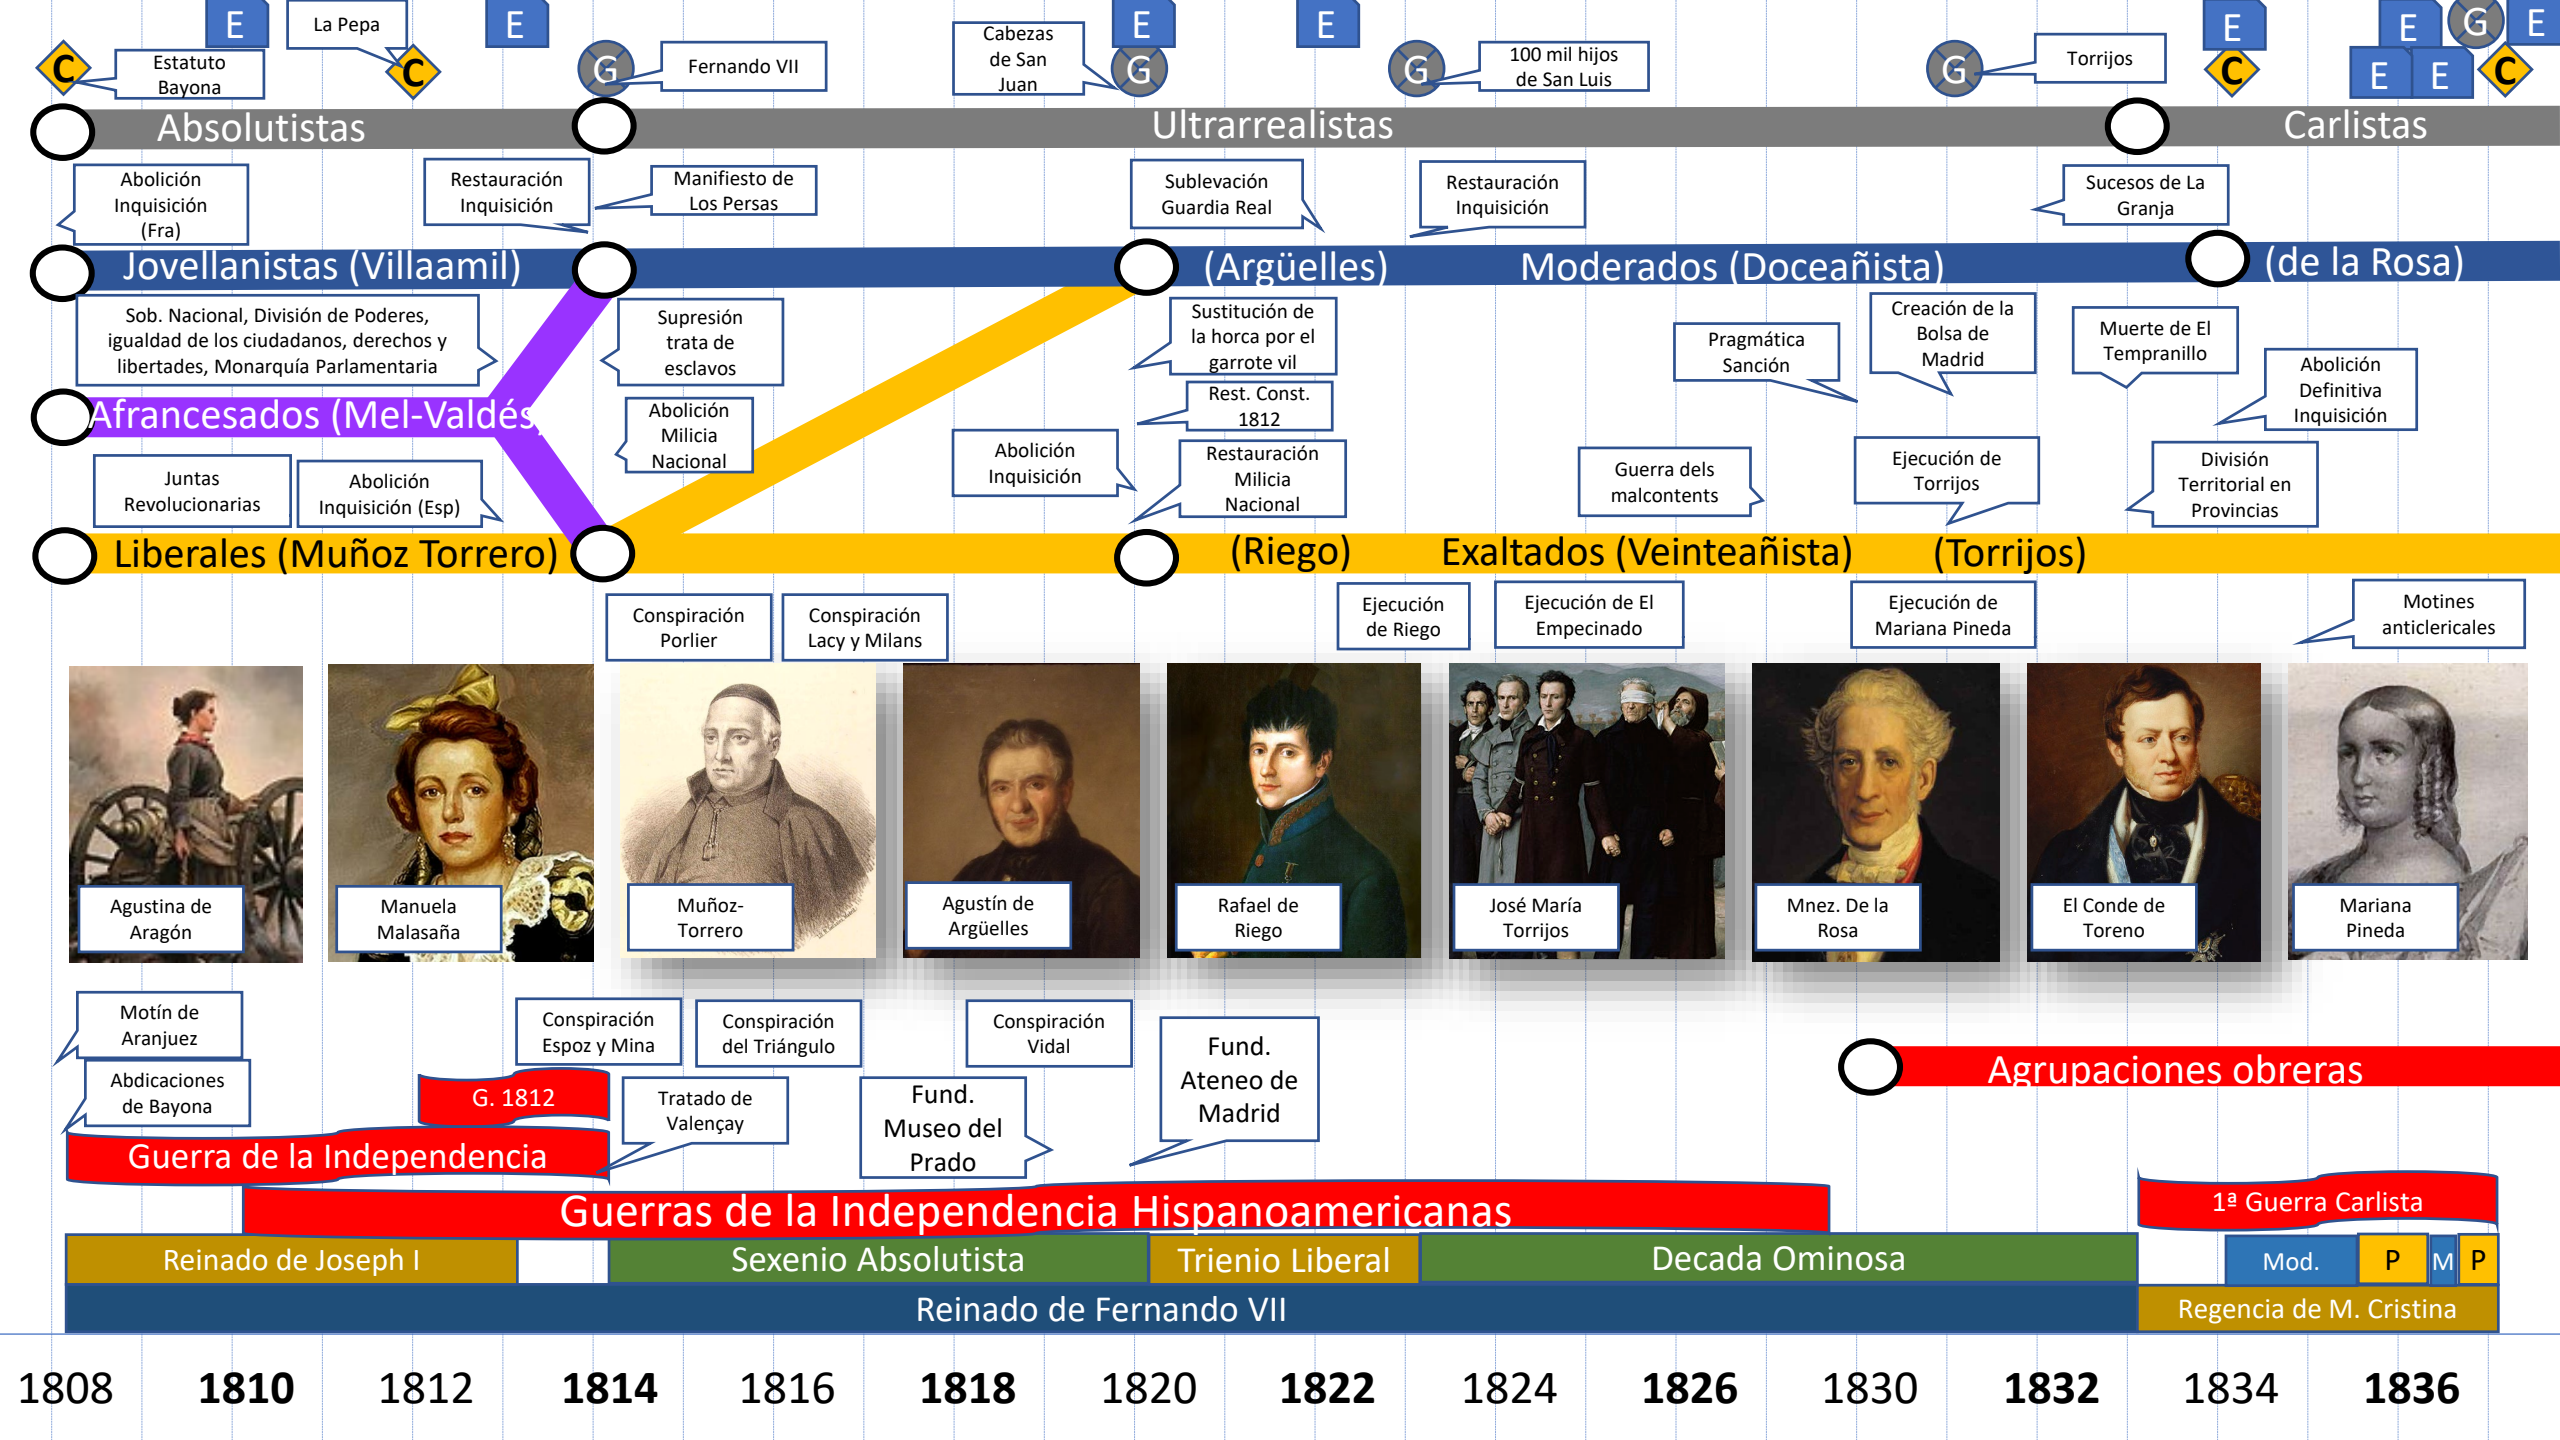 E
La Pepa
E
Cabezas
de San
Juan
E
E
E
E
G
E
C
Estatuto
Bayona
C
G
Fernando VII
G
G
100 mil hijos
de San Luis
G
Torrijos
C
E
E
C
Absolutistas
Ultrarrealistas
Carlistas
Abolición
Inquisición
(Fra)
Restauración
Inquisición
Manifiesto de
Los Persas
Sublevación
Guardia Real
Restauración
Inquisición
Sucesos de La
Granja
Jovellanistas (Villaamil)
(Argüelles)
Moderados (Doceañista)
(de la Rosa)
Sob. Nacional, División de Poderes,
igualdad de los ciudadanos, derechos y
libertades, Monarquía Parlamentaria
Supresión
trata de
esclavos
Sustitución de
la horca por el
garrote vil
Pragmática
Sanción
Creación de la
Bolsa de
Madrid
Muerte de El
Tempranillo
Abolición
Definitiva
Inquisición
Afrancesados (Mel-Valdés)
Abolición
Milicia
Nacional
Rest. Const.
1812
Juntas
Revolucionarias
Abolición
Inquisición (Esp)
Abolición
Inquisición
Restauración
Milicia
Nacional
Guerra dels
malcontents
Ejecución de
Torrijos
División
Territorial en
Provincias
Liberales (Muñoz Torrero)
(Riego)
Exaltados (Veinteañista)
(Torrijos)
Conspiración
Porlier
Conspiración
Lacy y Milans
Ejecución
de Riego
Ejecución de El
Empecinado
Ejecución de
Mariana Pineda
Motines
anticlericales
Agustina de
Aragón
Manuela
Malasaña
Muñoz-
Torrero
Agustín de
Argüelles
Rafael de
Riego
José María
Torrijos
Mnez. De la
Rosa
El Conde de
Toreno
Mariana
Pineda
Motín de
Aranjuez
Conspiración
Espoz y Mina
Conspiración
del Triángulo
Conspiración
Vidal
Fund.
Ateneo de
Madrid
Abdicaciones
de Bayona
G. 1812
Tratado de
Valençay
Fund.
Museo del
Prado
Agrupaciones obreras
Guerra de la Independencia
Guerras de la Independencia Hispanoamericanas
1ª Guerra Carlista
Reinado de Joseph I
Sexenio Absolutista
Trienio Liberal
Decada Ominosa
Mod.
P
M
P
Reinado de Fernando VII
Regencia de M. Cristina
1808
1810
1812
1814
1816
1818
1820
1822
1824
1826
1830
1832
1834
1836